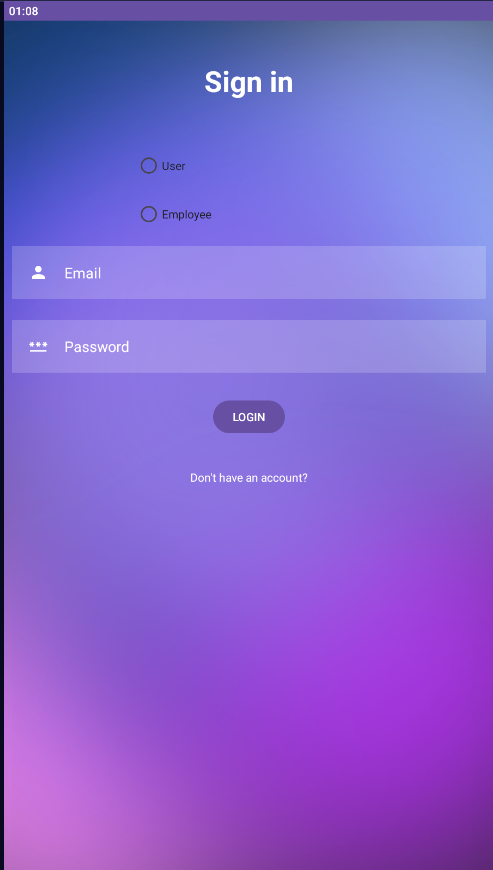 01:08
Sign in
User
Employee
Email
Password
LOGIN
Don't have an account?